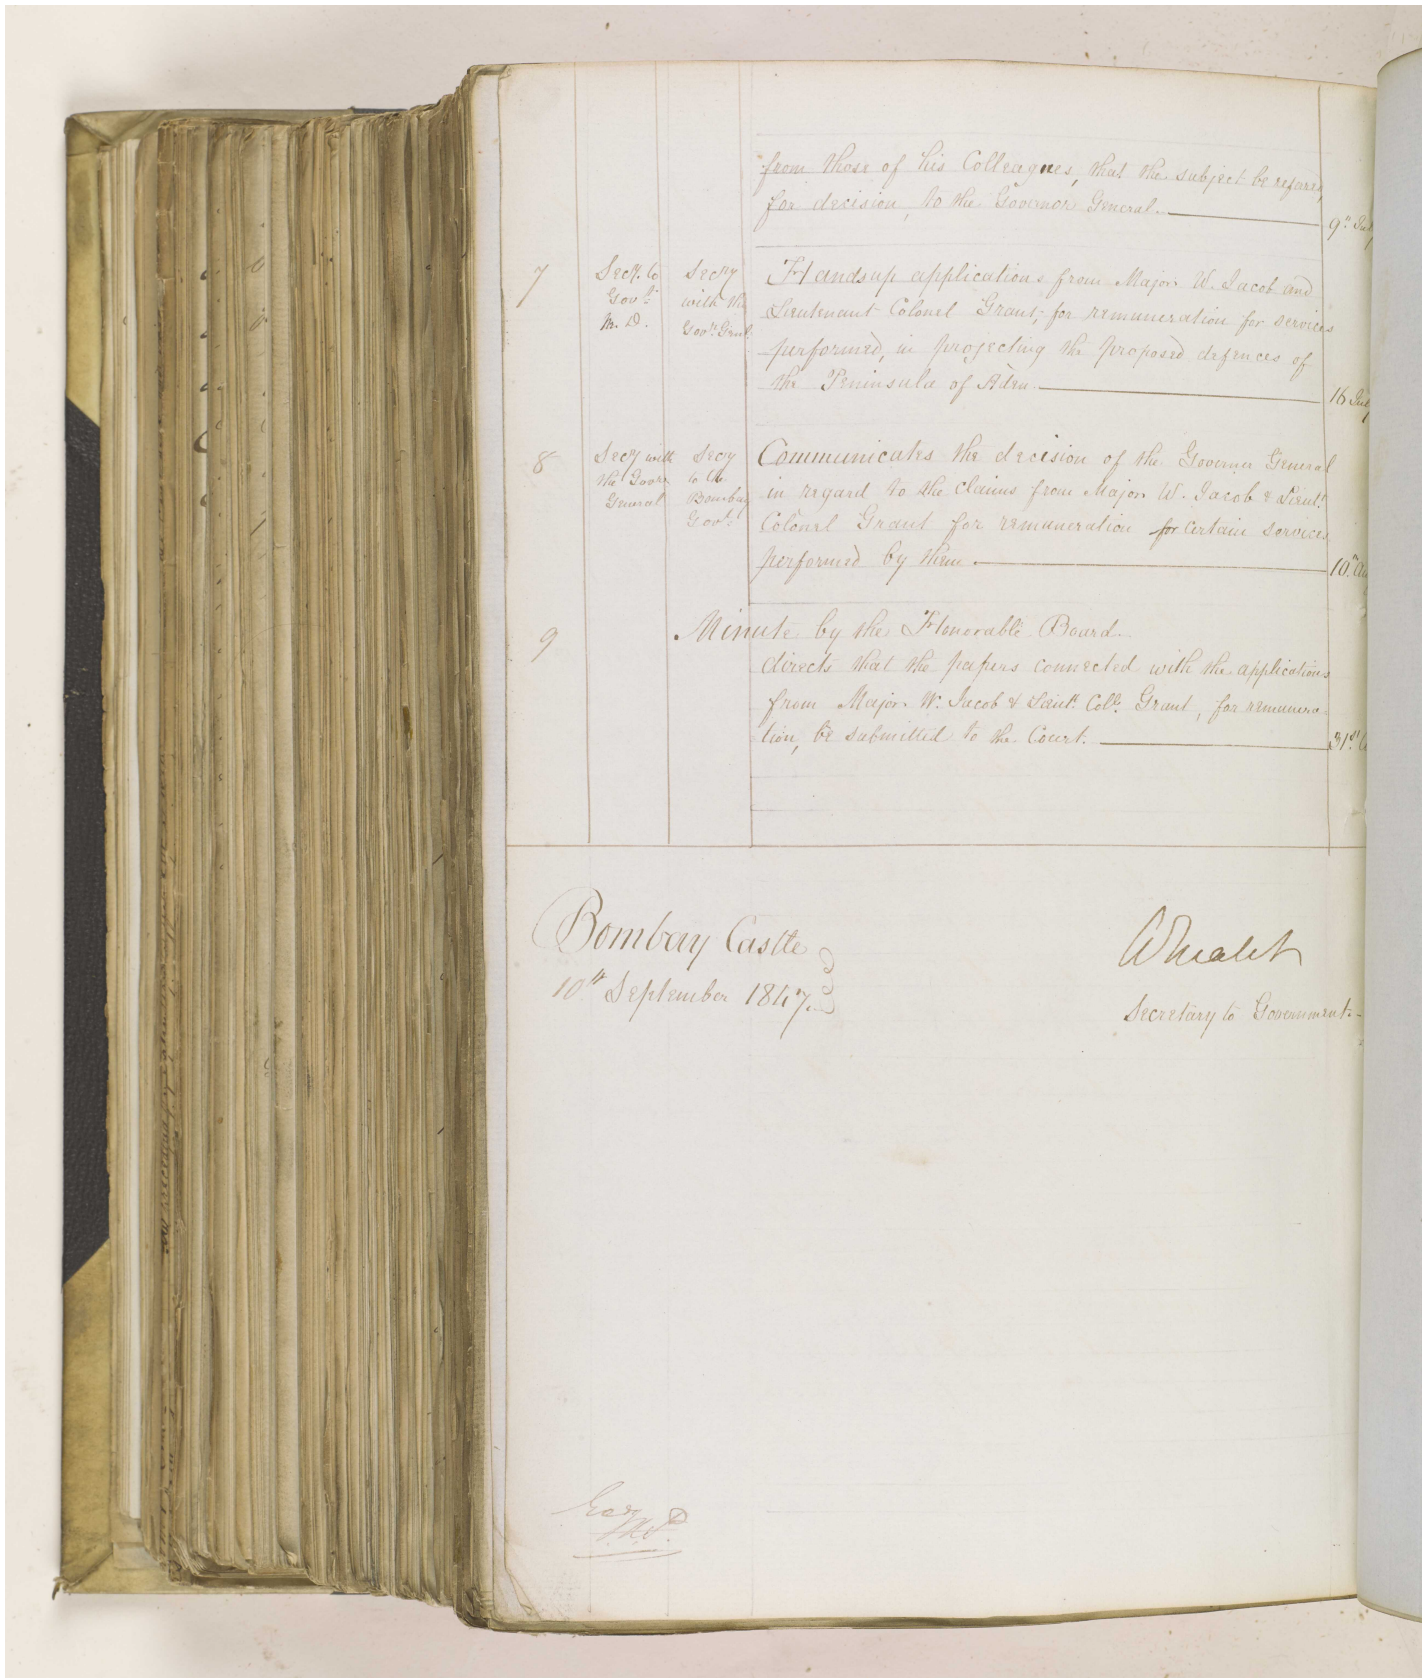 from those of his Colleagues, that the subject be referred,
for decision, to the Governor General.
9th July
7
Secy. to
Govt.
M. D.
Secry
with the
Govr. Genl.
Hands up applications from Major W. Jacob and
Lieutenant Colonel Grant, for remuneration for services
performed, in projecting the proposed defences of
the Peninsula of Aden.
16 July
8
Secry with
the Govr.
General
Secry
to the
Bombay
Govt.
Communicates the decision of the Governor General
in regard to the claims from Major W. Jacob & Lieut.
Colonel Grant for remuneration for certain services
performed by them
10th
9
Minute by the Honorable Board.
directs that the papers connected with the applications
from Major W. Jacob & Lieut. Coll. Grant, for remunera-
tion, be submitted to the Court.
31st
Bombay Castle
10th September 1847.
Secretary to Government.